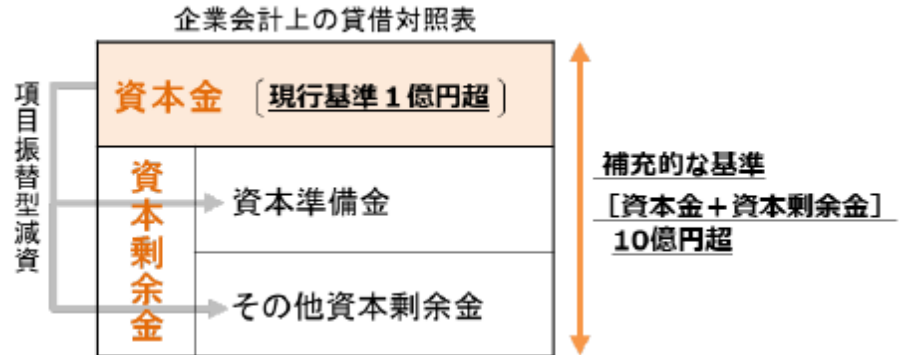 企業会計上の貸借対照表
項目振替型減資
資本金 〔現行基準1億円超〕
資本剰余金
資本準備金
その他資本剰余金
補充的な基準
[資本金+資本剰余金]
10億円超